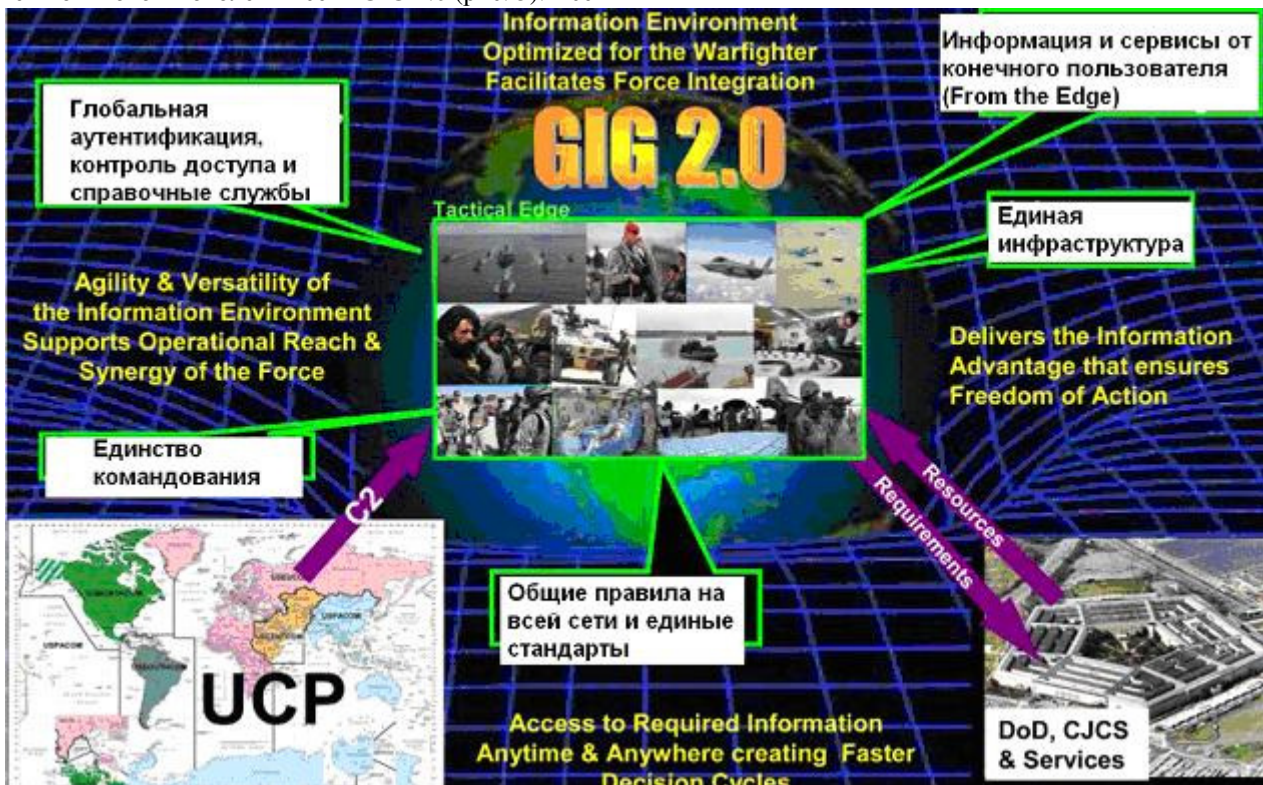 Information Environment
Optimized for the Warfighter
Facilitates Force Integration
GIG 2.0
Информация и сервисы от
конечного пользователя
(From the Edge)
Глобальная
аутентификация,
контроль доступа и
справочные службы
Tactical Edge
Единая
инфраструктура
Agility & Versatility of
the Information Environment
Supports Operational Reach &
Synergy of the Force
Delivers the Information
Advantage that ensures
Freedom of Action
Единство
командования
C2
Resources
Requirements
Общие правила на
всей сети и единые
стандарты
USPACOM
USPACOM
UCP
DoD, CJCS
& Services
Access to Required Information
Anytime & Anywhere creating Faster
Decision Cycles